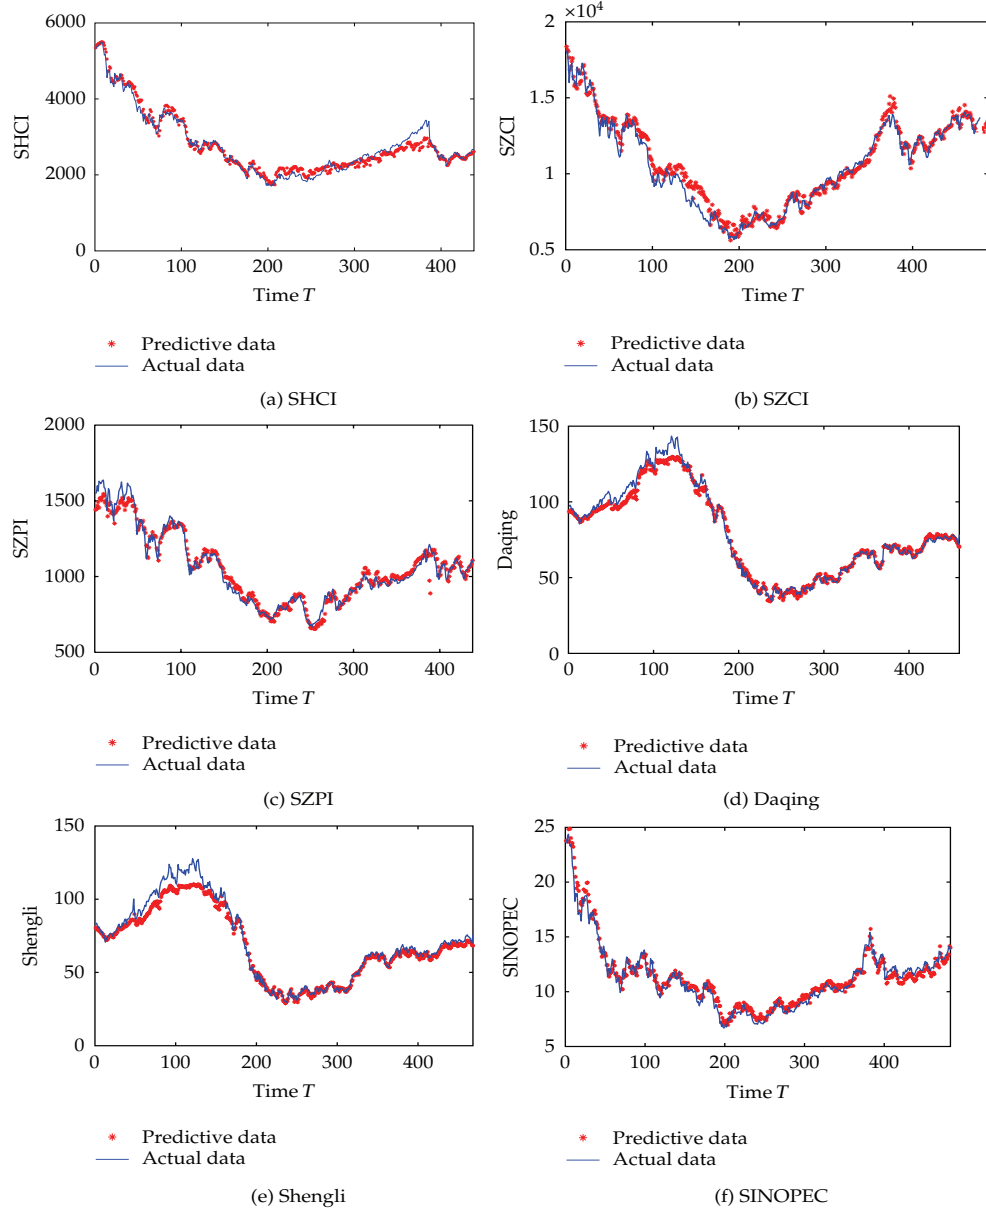 6000
4000
2000
0
SHCI
0 100 200 300 400
Time T
Predictive data
Actual data
(a) SHCI
×10⁴
2
1.5
1
0.5
SZCI
0 100 200 300 400
Time T
Predictive data
Actual data
(b) SZCI
2000
1500
1000
500
SZPI
0 100 200 300 400
Time T
Predictive data
Actual data
(c) SZPI
150
100
50
0
Daqing
0 100 200 300 400
Time T
Predictive data
Actual data
(d) Daqing
150
100
50
0
Shengli
0 100 200 300 400
Time T
Predictive data
Actual data
(e) Shengli
25
20
15
10
5
SINOPEC
0 100 200 300 400
Time T
Predictive data
Actual data
(f) SINOPEC